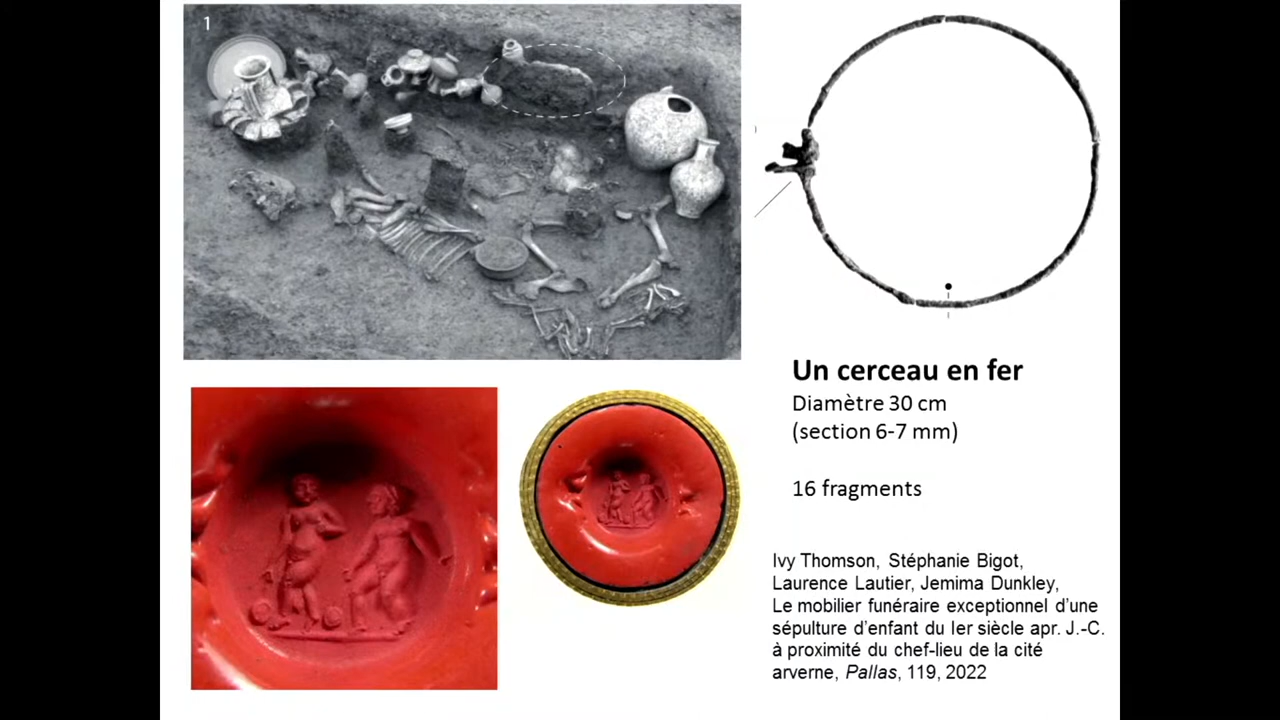 1
Un cerceau en fer
Diamètre 30 cm
(section 6-7 mm)
16 fragments
Ivy Thomson, Stéphanie Bigot,
Laurence Lautier, Jemima Dunkley,
Le mobilier funéraire exceptionnel d’une
sépulture d’enfant du Ier siècle apr. J.-C.
à proximité du chef-lieu de la cité
arverne, Pallas, 119, 2022